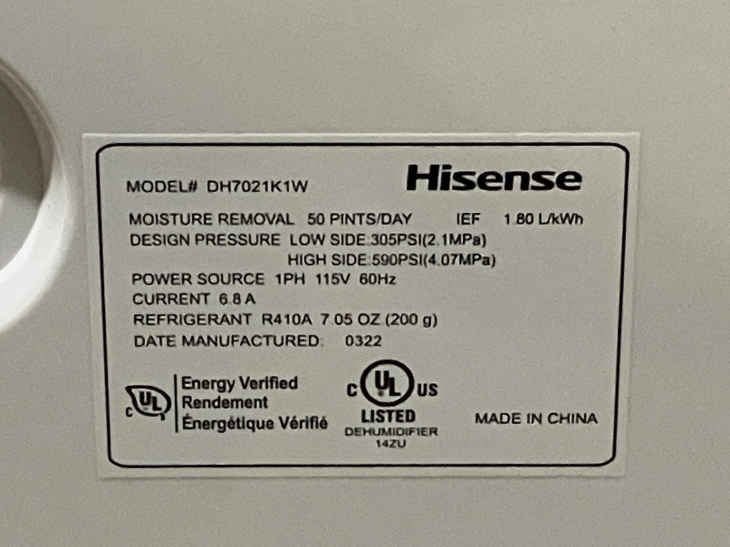 Hisense
MODEL# DH7021K1W
MOISTURE REMOVAL 50 PINTS/DAY IEF 1.80 L/kWh
DESIGN PRESSURE LOW SIDE:305PSI(2.1MPa)
HIGH SIDE:590PSI(4.07MPa)
POWER SOURCE 1PH 115V 60Hz
CURRENT 6.8 A
REFRIGERANT R410A 7.05 OZ (200 g)
DATE MANUFACTURED: 0322
C UL
Energy Verified
Rendement
Énergétique Vérifié
C UL US
LISTED
DEHUMIDIFIER
14ZU
MADE IN CHINA